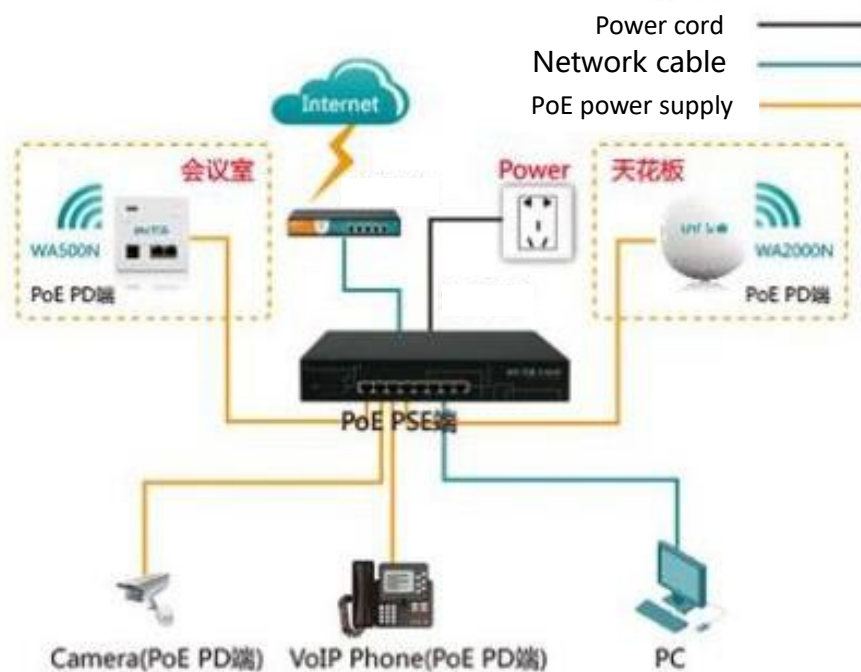 Power cord
Network cable
PoE power supply
Internet
会议室
Power
天花板
WA500N
WA2000N
PoE PD端
PoE PD端
PoE PSE端
Camera(PoE PD端)
VoIP Phone(PoE PD端)
PC